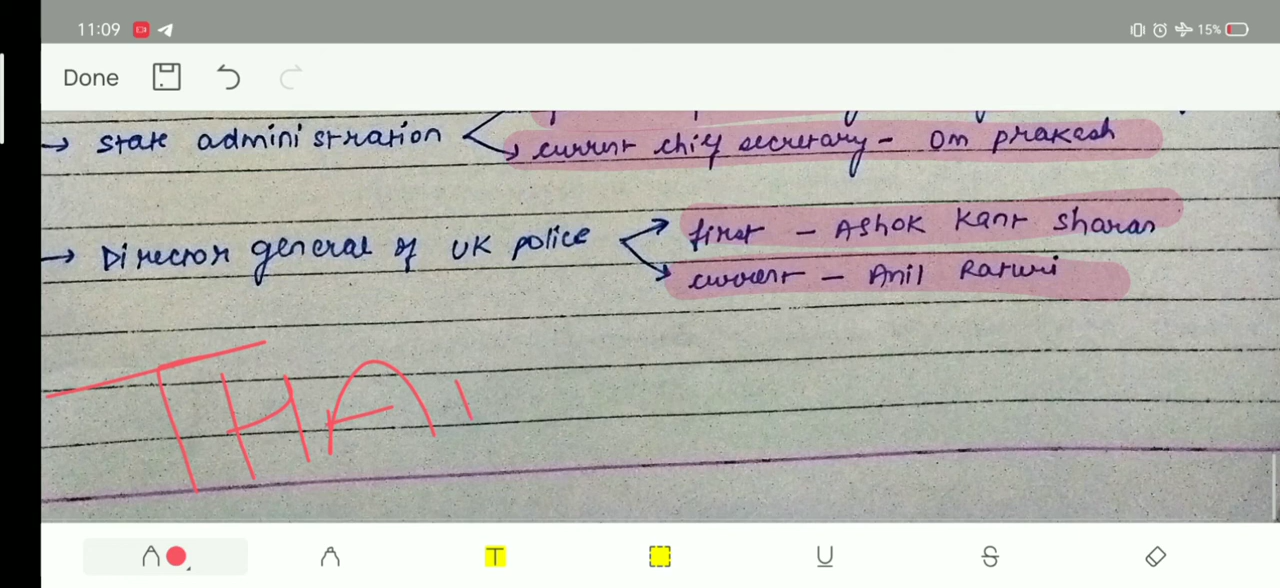 11:09 15%
Done
→ state administration
current chief secretary - Om prakash
→ Director general of UK police
first - Ashok Kant Sharan
current - Anil Raturi
THA
T U S